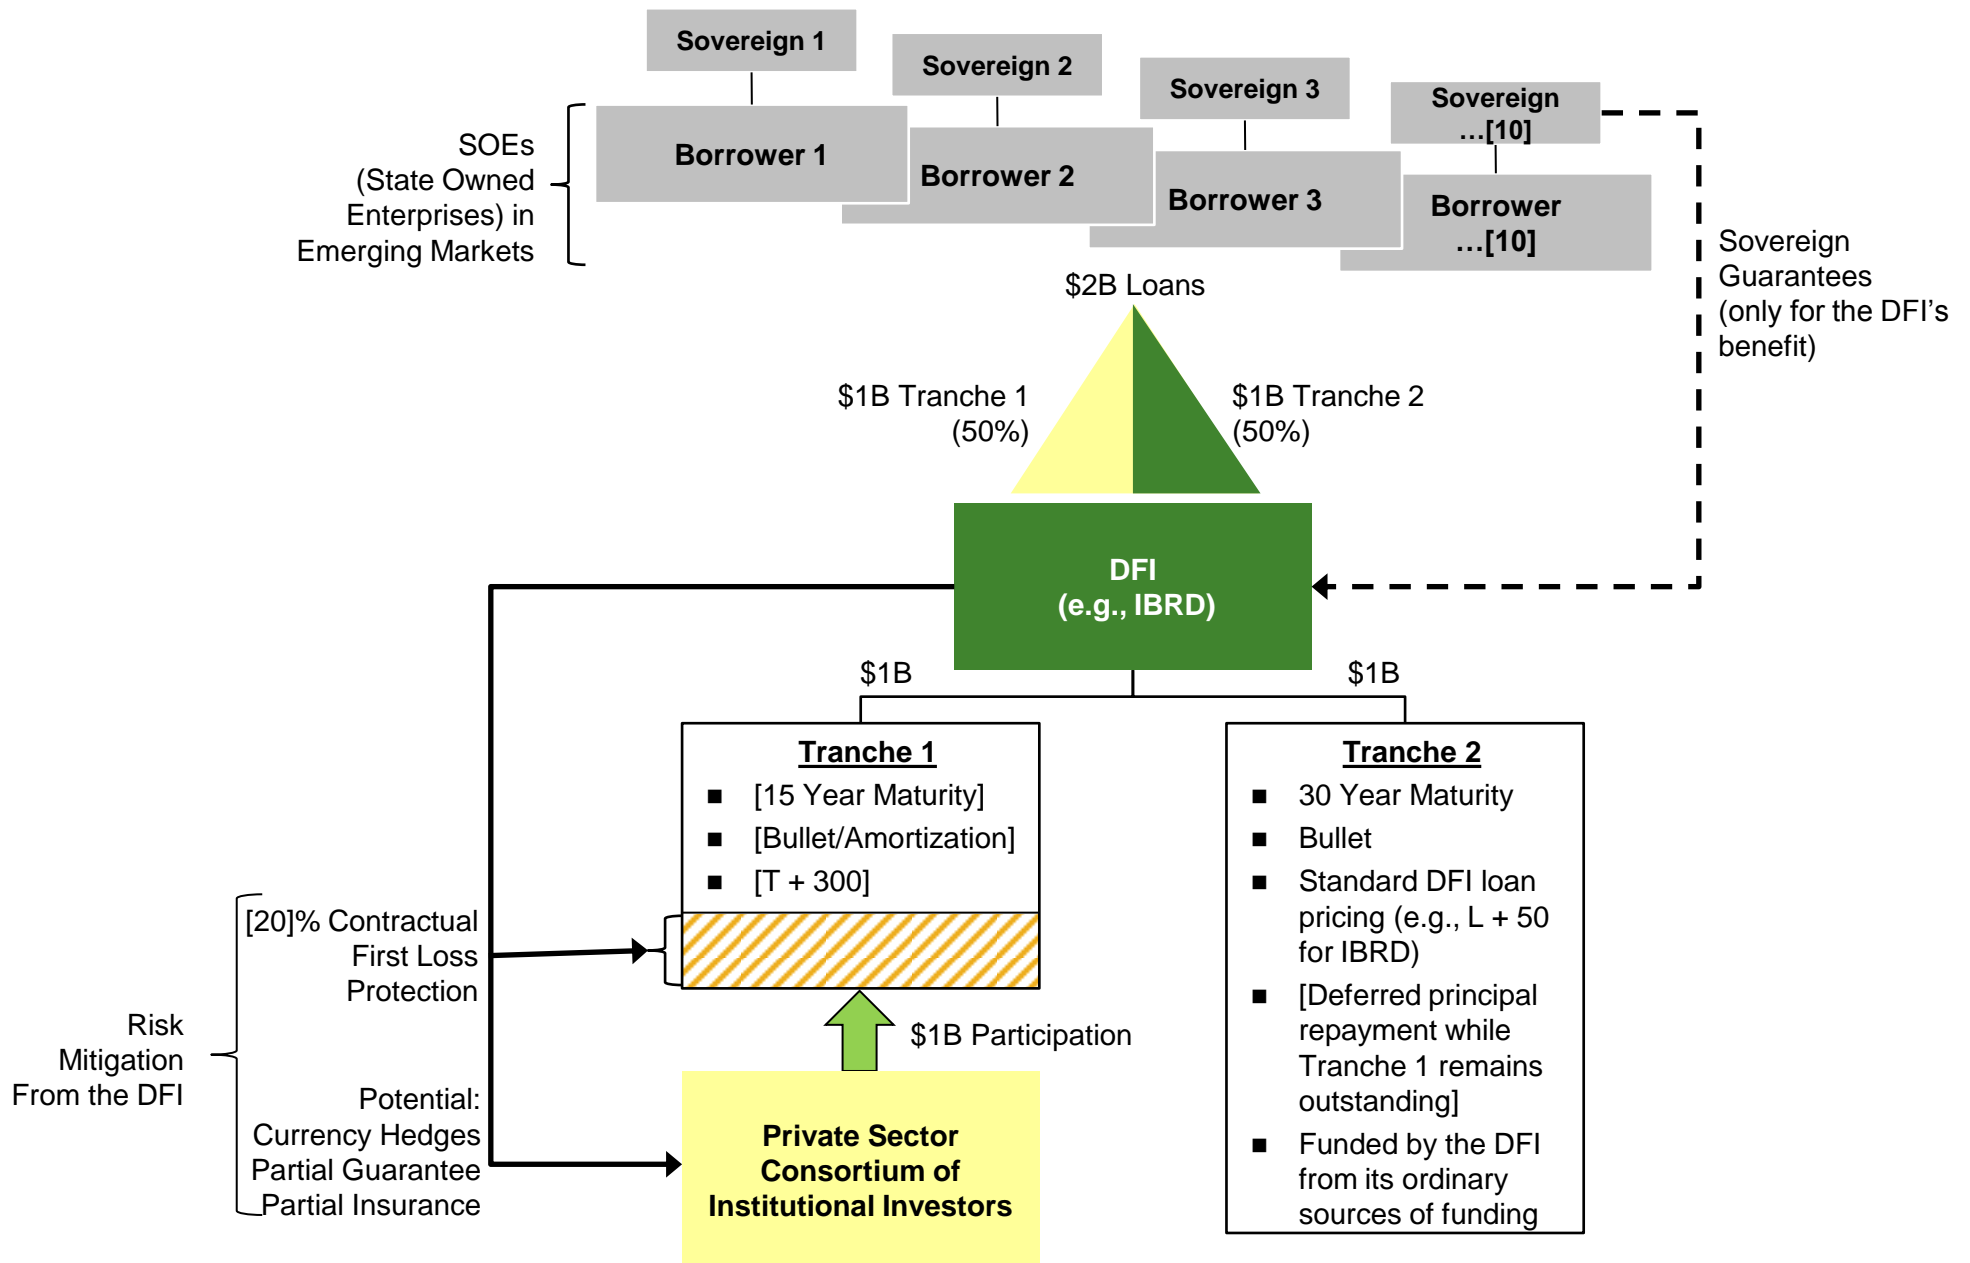 Sovereign 1
Sovereign 2
Sovereign 3
Sovereign
…[10]
SOEs
(State Owned
Enterprises) in
Emerging Markets
Borrower 1
Borrower 2
Borrower 3
Borrower
…[10]
Sovereign
Guarantees
(only for the DFI’s
benefit)
$2B Loans
$1B Tranche 1
(50%)
$1B Tranche 2
(50%)
DFI
(e.g., IBRD)
$1B
$1B
Tranche 1
[15 Year Maturity]
[Bullet/Amortization]
[T + 300]
Tranche 2
30 Year Maturity
Bullet
Standard DFI loan
pricing (e.g., L + 50
for IBRD)
[Deferred principal
repayment while
Tranche 1 remains
outstanding]
Funded by the DFI
from its ordinary
sources of funding
Risk
Mitigation
From the DFI
[20]% Contractual
First Loss
Protection
Potential:
Currency Hedges
Partial Guarantee
Partial Insurance
$1B Participation
Private Sector
Consortium of
Institutional Investors